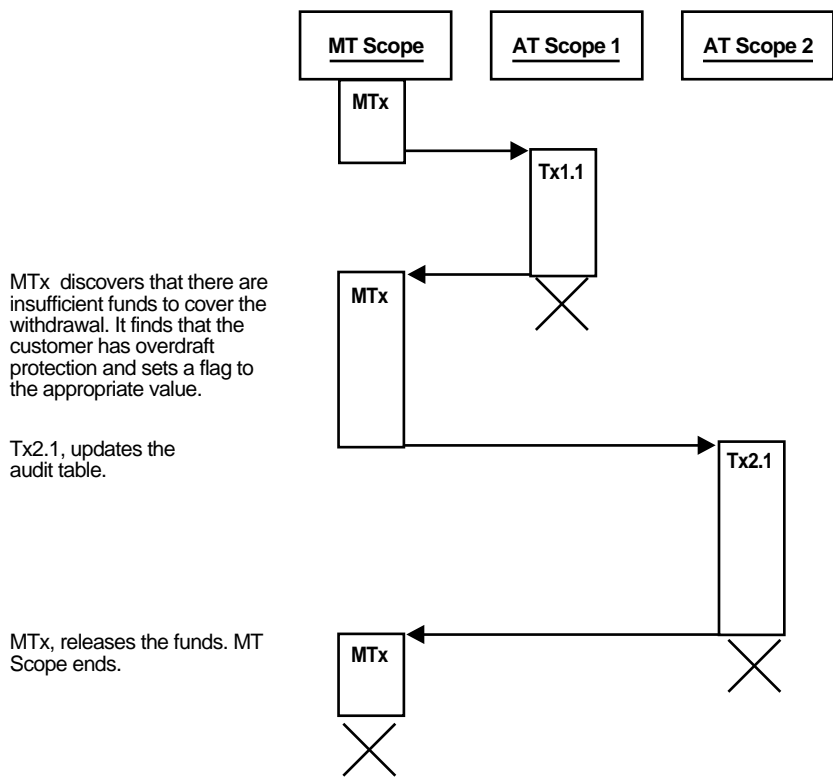 MT Scope
AT Scope 1
AT Scope 2
MTx
Tx1.1
MTx discovers that there are
insufficient funds to cover the
withdrawal. It finds that the
customer has overdraft
protection and sets a flag to
the appropriate value.
MTx
Tx2.1, updates the
audit table.
Tx2.1
MTx, releases the funds. MT
Scope ends.
MTx